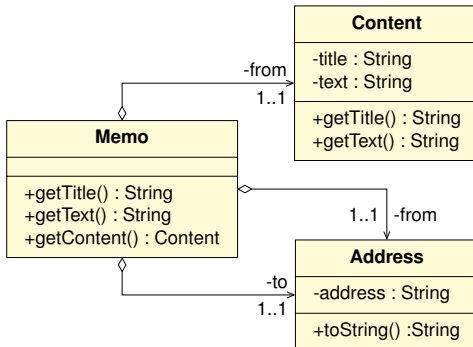 Content
-title : String
-text : String
+getTitle() : String
+getText() : String
-from
1..1
Memo
+getTitle() : String
+getText() : String
+getContent() : Content
1..1 -from
-to
1..1
Address
-address : String
+toString() :String